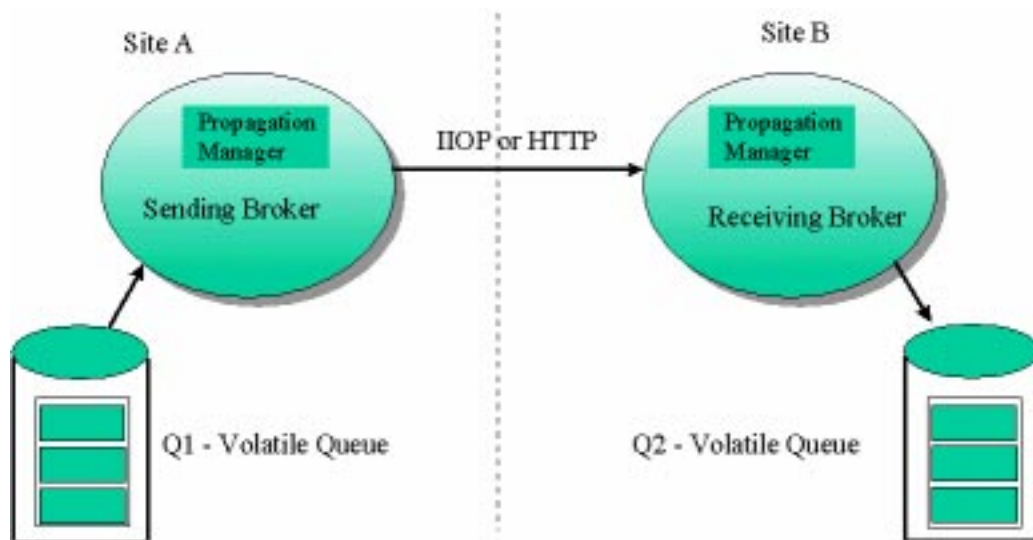 Site A
Site B
Propagation
Manager
Sending Broker
IIOP or HTTP
Propagation
Manager
Receiving Broker
Q1 - Volatile Queue
Q2 - Volatile Queue